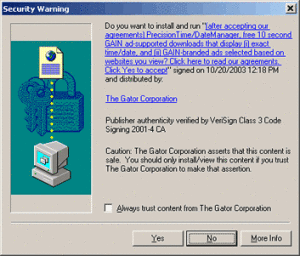 Security Warning
Do you want to install and run "[after accepting our
agreements] PrecisionTime/DateManager, free 10 second
GAIN ad-supported downloads that display (i) exact
time/date, and (ii) GAIN-branded ads selected based on
websites you view? Click here to read our agreements.
Click Yes to accept" signed on 10/20/2003 12:18 PM
and distributed by:
The Gator Corporation
Publisher authenticity verified by VeriSign Class 3 Code
Signing 2001-4 CA
Caution: The Gator Corporation asserts that this content is
safe. You should only install/view this content if you trust
The Gator Corporation to make that assertion.
Always trust content from The Gator Corporation
Yes No More Info